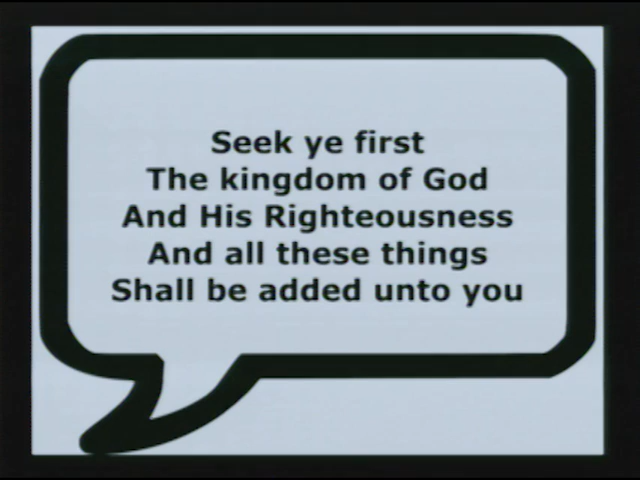 Seek ye first
The kingdom of God
And His Righteousness
And all these things
Shall be added unto you